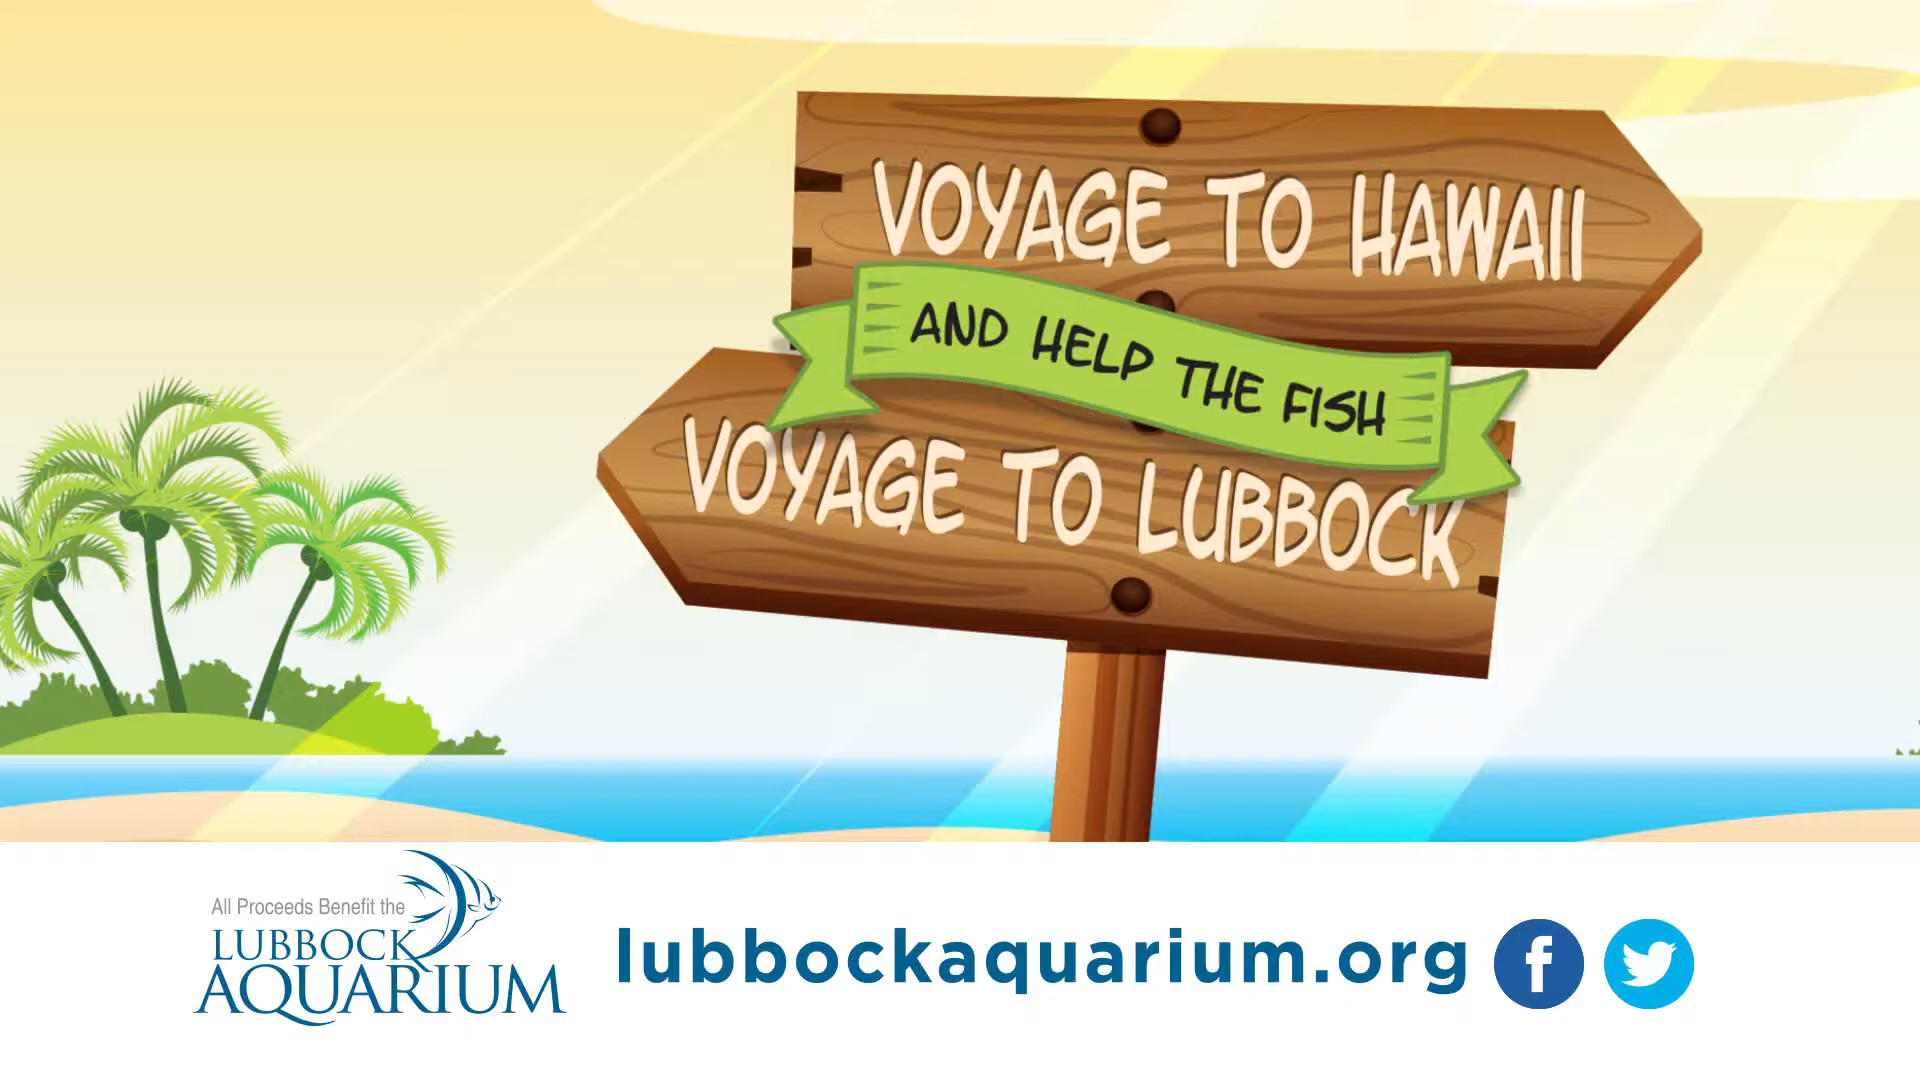 VOYAGE TO HAWAII
AND HELP THE FISH
VOYAGE TO LUBBOCK
All Proceeds Benefit the
LUBBOCK
AQUARIUM
lubbockaquarium.org